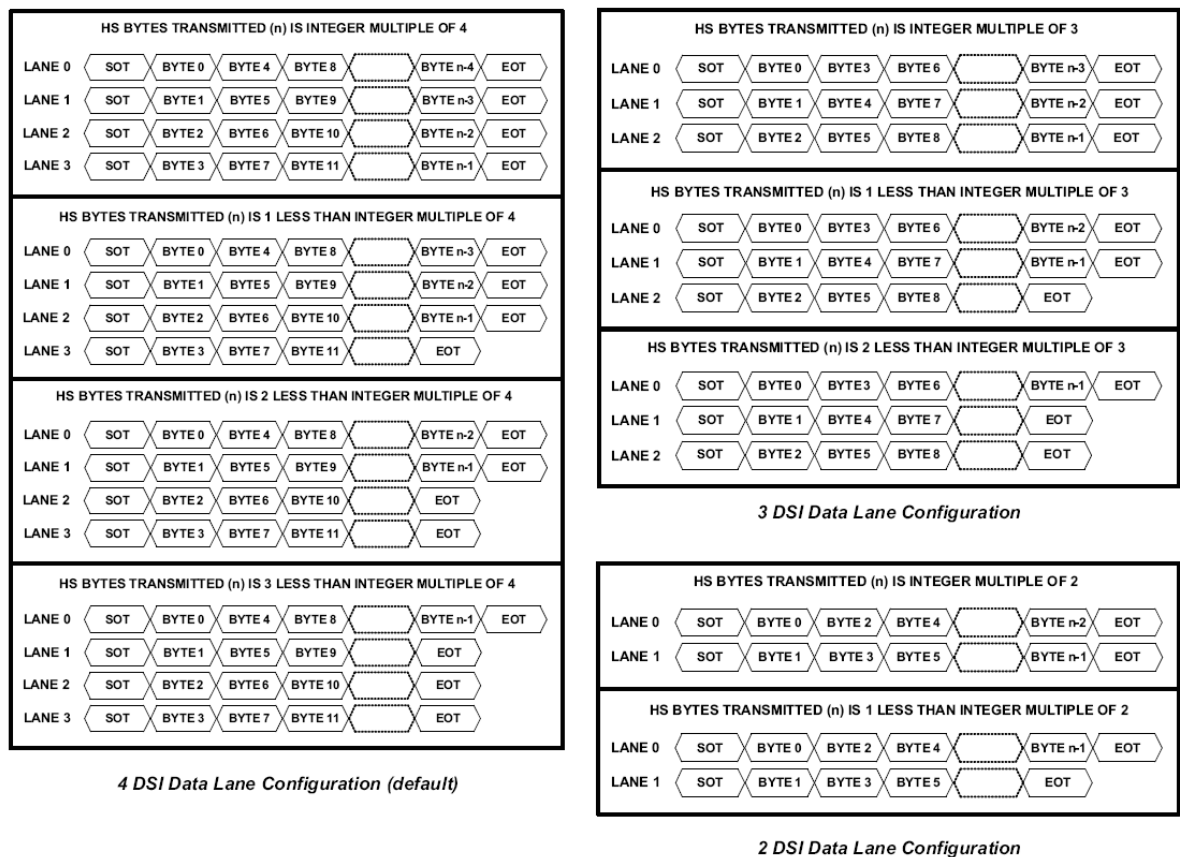 HS BYTES TRANSMITTED (n) IS INTEGER MULTIPLE OF 4
LANE 0 SOT BYTE 0 BYTE 4 BYTE 8 BYTE n-4 EOT
LANE 1 SOT BYTE 1 BYTE 5 BYTE 9 BYTE n-3 EOT
LANE 2 SOT BYTE 2 BYTE 6 BYTE 10 BYTE n-2 EOT
LANE 3 SOT BYTE 3 BYTE 7 BYTE 11 BYTE n-1 EOT
HS BYTES TRANSMITTED (n) IS 1 LESS THAN INTEGER MULTIPLE OF 4
LANE 0 SOT BYTE 0 BYTE 4 BYTE 8 BYTE n-3 EOT
LANE 1 SOT BYTE 1 BYTE 5 BYTE 9 BYTE n-2 EOT
LANE 2 SOT BYTE 2 BYTE 6 BYTE 10 BYTE n-1 EOT
LANE 3 SOT BYTE 3 BYTE 7 BYTE 11 EOT
HS BYTES TRANSMITTED (n) IS 2 LESS THAN INTEGER MULTIPLE OF 4
LANE 0 SOT BYTE 0 BYTE 4 BYTE 8 BYTE n-2 EOT
LANE 1 SOT BYTE 1 BYTE 5 BYTE 9 BYTE n-1 EOT
LANE 2 SOT BYTE 2 BYTE 6 BYTE 10 EOT
LANE 3 SOT BYTE 3 BYTE 7 BYTE 11 EOT
HS BYTES TRANSMITTED (n) IS 3 LESS THAN INTEGER MULTIPLE OF 4
LANE 0 SOT BYTE 0 BYTE 4 BYTE 8 BYTE n-1 EOT
LANE 1 SOT BYTE 1 BYTE 5 BYTE 9 EOT
LANE 2 SOT BYTE 2 BYTE 6 BYTE 10 EOT
LANE 3 SOT BYTE 3 BYTE 7 BYTE 11 EOT
4 DSI Data Lane Configuration (default)
HS BYTES TRANSMITTED (n) IS INTEGER MULTIPLE OF 3
LANE 0 SOT BYTE 0 BYTE 3 BYTE 6 BYTE n-3 EOT
LANE 1 SOT BYTE 1 BYTE 4 BYTE 7 BYTE n-2 EOT
LANE 2 SOT BYTE 2 BYTE 5 BYTE 8 BYTE n-1 EOT
HS BYTES TRANSMITTED (n) IS 1 LESS THAN INTEGER MULTIPLE OF 3
LANE 0 SOT BYTE 0 BYTE 3 BYTE 6 BYTE n-2 EOT
LANE 1 SOT BYTE 1 BYTE 4 BYTE 7 BYTE n-1 EOT
LANE 2 SOT BYTE 2 BYTE 5 BYTE 8 EOT
HS BYTES TRANSMITTED (n) IS 2 LESS THAN INTEGER MULTIPLE OF 3
LANE 0 SOT BYTE 0 BYTE 3 BYTE 6 BYTE n-1 EOT
LANE 1 SOT BYTE 1 BYTE 4 BYTE 7 EOT
LANE 2 SOT BYTE 2 BYTE 5 BYTE 8 EOT
3 DSI Data Lane Configuration
HS BYTES TRANSMITTED (n) IS INTEGER MULTIPLE OF 2
LANE 0 SOT BYTE 0 BYTE 2 BYTE 4 BYTE n-2 EOT
LANE 1 SOT BYTE 1 BYTE 3 BYTE 5 BYTE n-1 EOT
HS BYTES TRANSMITTED (n) IS 1 LESS THAN INTEGER MULTIPLE OF 2
LANE 0 SOT BYTE 0 BYTE 2 BYTE 4 BYTE n-1 EOT
LANE 1 SOT BYTE 1 BYTE 3 BYTE 5 EOT
2 DSI Data Lane Configuration